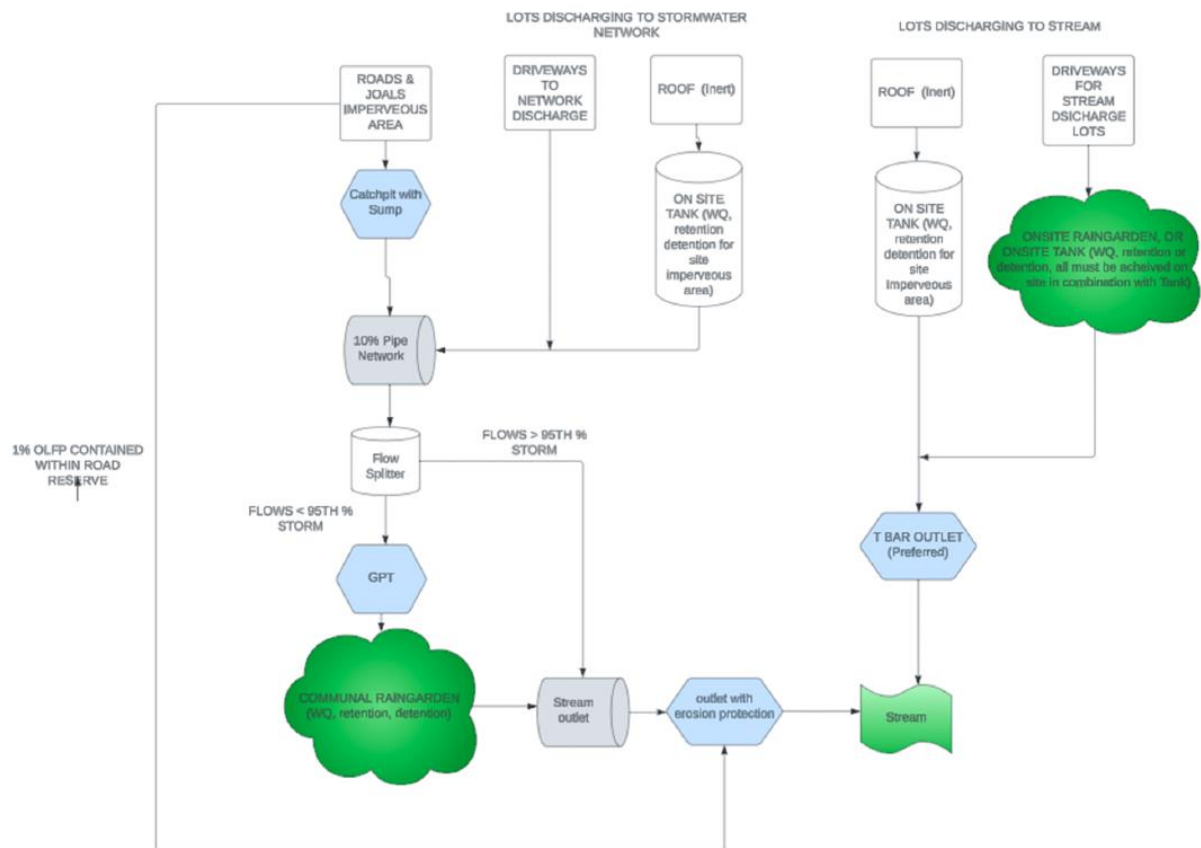 LOTS DISCHARGING TO STORMWATER
NETWORK
LOTS DISCHARGING TO STREAM
ROADS &
JOALS
IMPERVEOUS
AREA
DRIVEWAYS
TO
NETWORK
DISCHARGE
ROOF (Inert)
ROOF (Inert)
DRIVEWAYS
FOR
STREAM
DSICHARGE
LOTS
Catchpit with
Sump
ON SITE
TANK (WQ,
retention
detention for
site
imperveous
area)
ON SITE
TANK (WQ,
retention
detention for
site
Imperveous
area)
ONSITE RAINGARDEN, OR
ONSITE TANK (WQ, retention or
detention, all must be acheived on
site in combination with Tank)
10% Pipe
Network
1% OLFP CONTAINED
WITHIN ROAD
RESERVE
Flow
Splitter
FLOWS > 95TH %
STORM
FLOWS < 95TH %
STORM
T BAR OUTLET
(Preferred)
GPT
COMMUNAL RAINGARDEN
(WQ, retention, detention)
Stream
outlet
outlet with
erosion protection
Stream